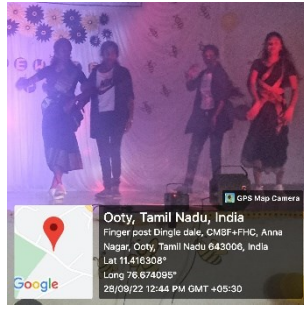 GPS Map Camera
Ooty, Tamil Nadu, India
Finger post Dingle dale, CM8F+FHC, Anna
Nagar, Ooty, Tamil Nadu 643006, India
Lat 11.416308°
Long 76.674095°
28/09/22 12:44 PM GMT +05:30
Google